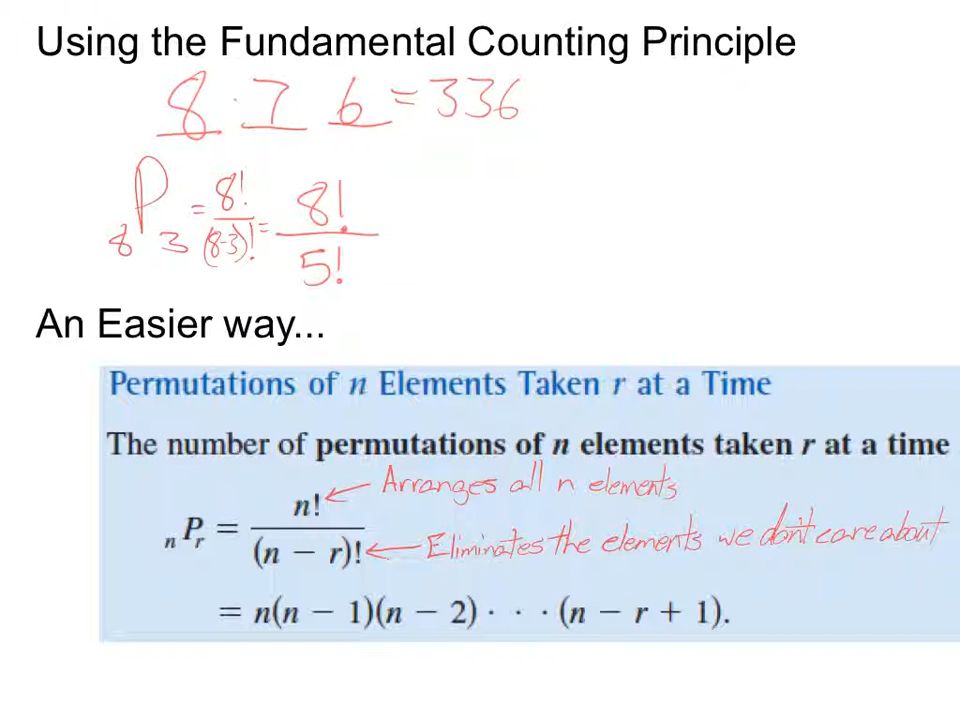 Using the Fundamental Counting Principle
8 · 7 6 = 336
8P3 = 8!/(8-3)! = 8!/5!
An Easier way...
Permutations of n Elements Taken r at a Time
The number of permutations of n elements taken r at a time
nPr = n!/(n − r)!
Arranges all n elements
Eliminates the elements we don't care about
= n(n − 1)(n − 2) · · · (n − r + 1).